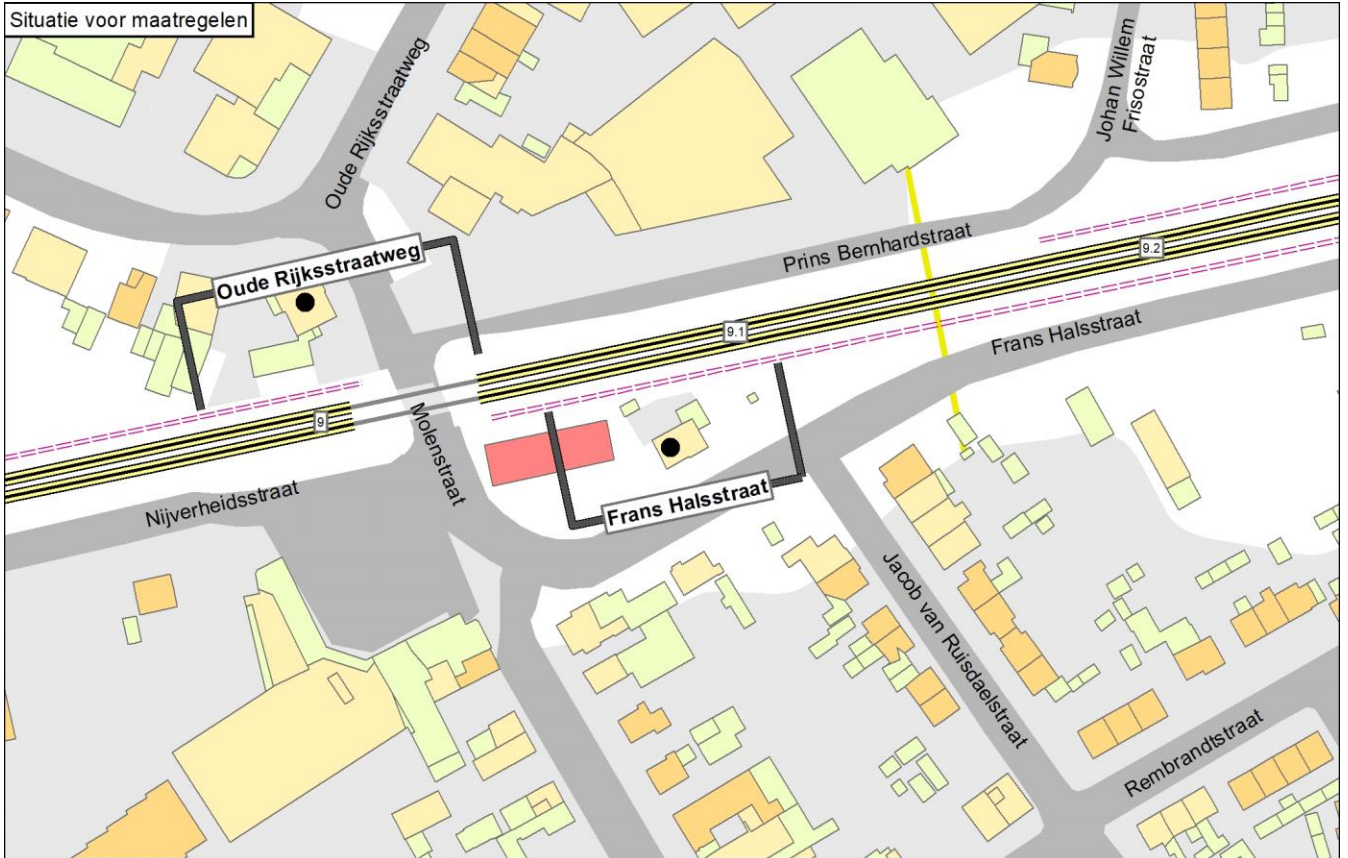 Situatie voor maatregelen
Oude Rijksstraatweg
Johan Willem
Frisostraat
Oude Rijksstraatweg
Prins Bernhardstraat
9.2
9.1
Frans Halsstraat
9
Molenstraat
Nijverheidsstraat
Frans Halsstraat
Jacob van Ruisdaelstraat
Rembrandtstraat